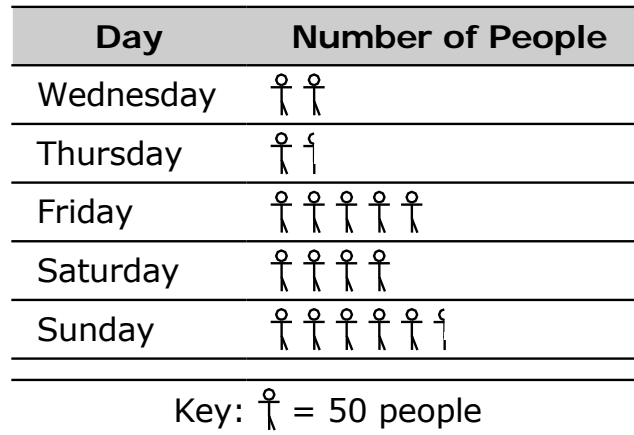 Day Number of People
Wednesday
Thursday
Friday
Saturday
Sunday
Key: = 50 people